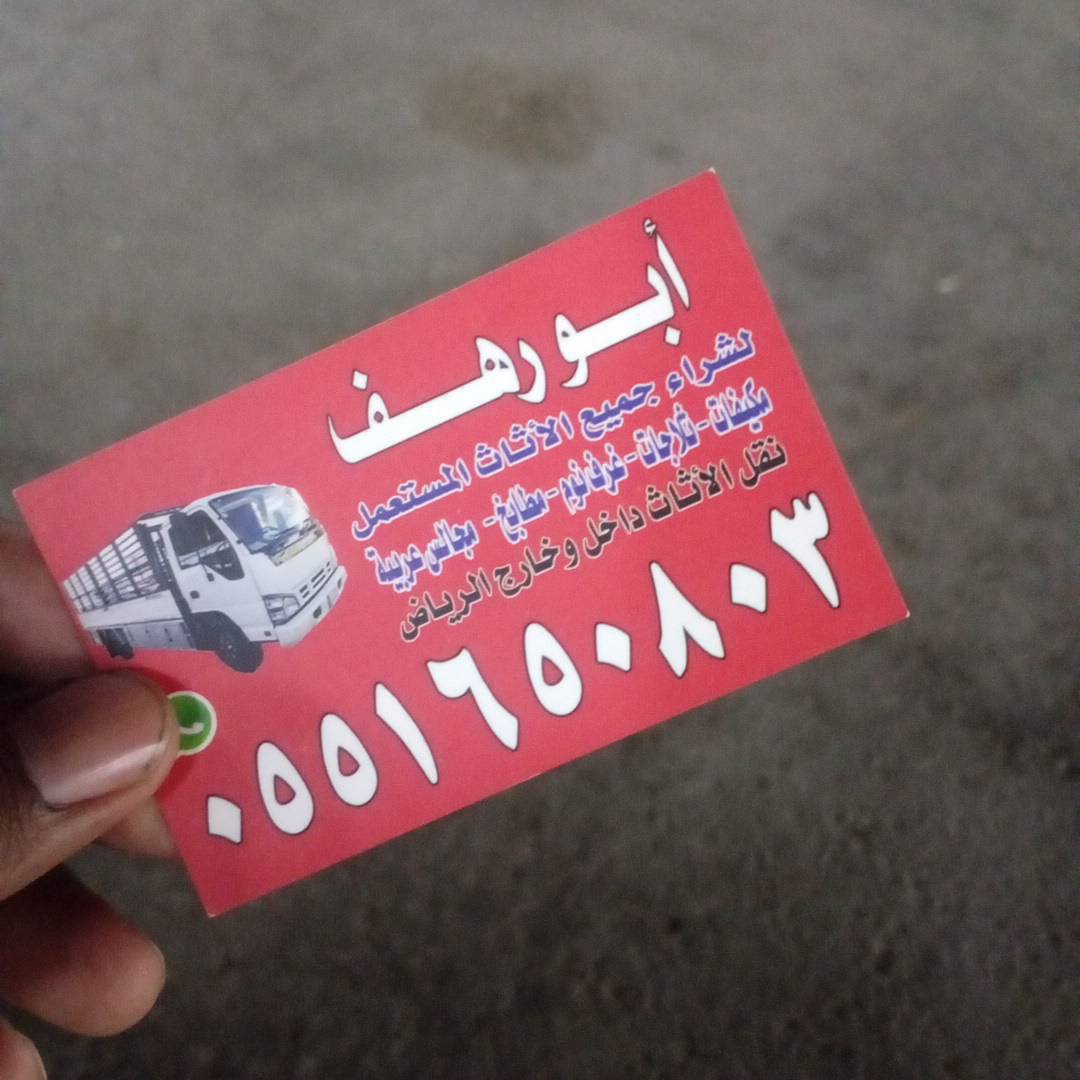 أبو رهف
لشراء جميع الأثاث المستعمل
مكيفات - ثلاجات - غرف نوم - مطابخ - مجالس عربية
نقل الأثاث داخل وخارج الرياض
٠٥٥١٦٥٠٨٠٣